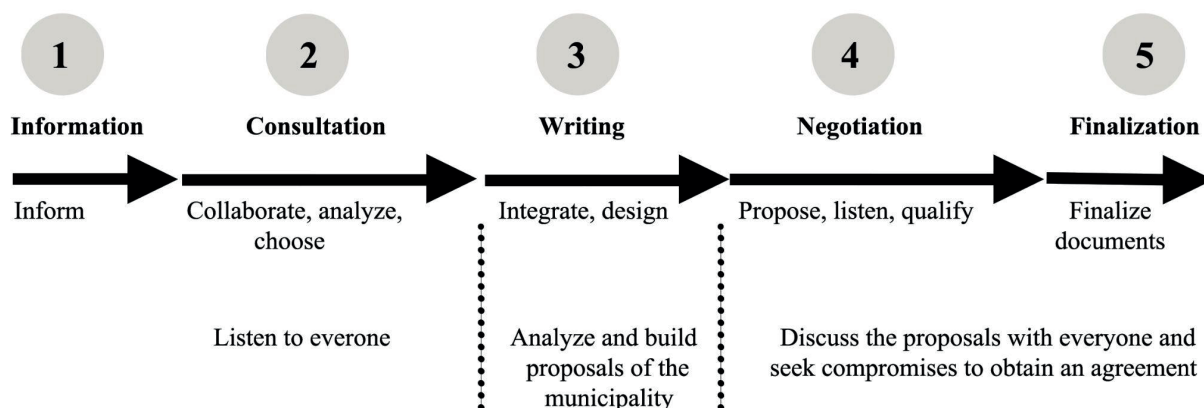 1 2 3 4 5
Information Consultation Writing Negotiation Finalization
Inform Collaborate, analyze, Integrate, design Propose, listen, qualify Finalize
choose documents
Listen to everone Analyze and build Discuss the proposals with everyone and
proposals of the seek compromises to obtain an agreement
municipality